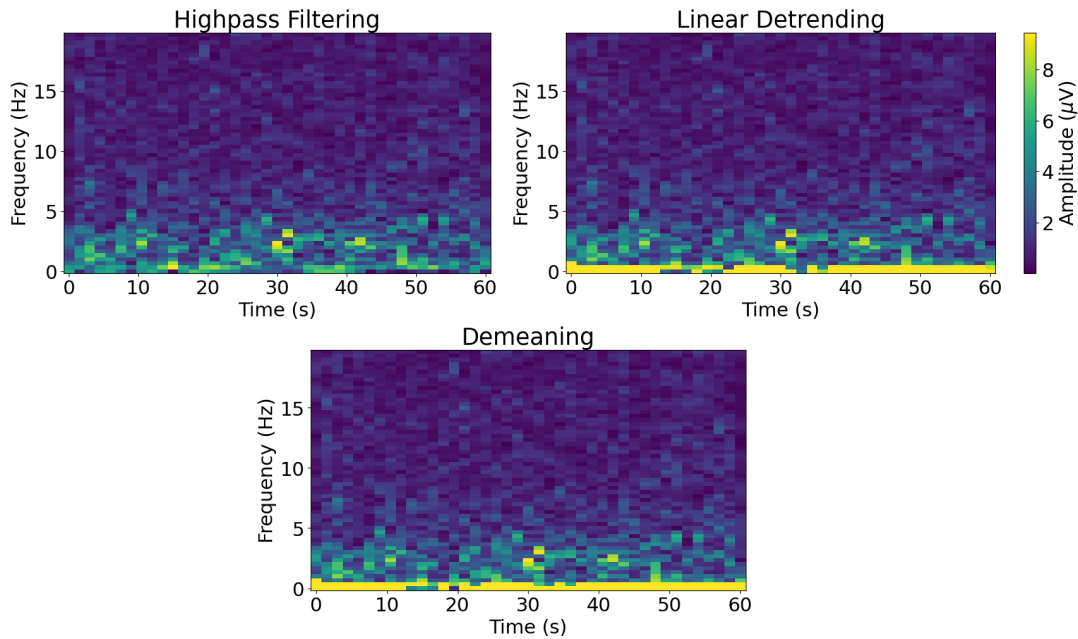 Highpass Filtering
Frequency (Hz)
15
10
5
0
0 10 20 30 40 50 60
Time (s)
Linear Detrending
Frequency (Hz)
15
10
5
0
0 10 20 30 40 50 60
Time (s)
8
6
4
2
Amplitude (μV)
Demeaning
Frequency (Hz)
15
10
5
0
0 10 20 30 40 50 60
Time (s)